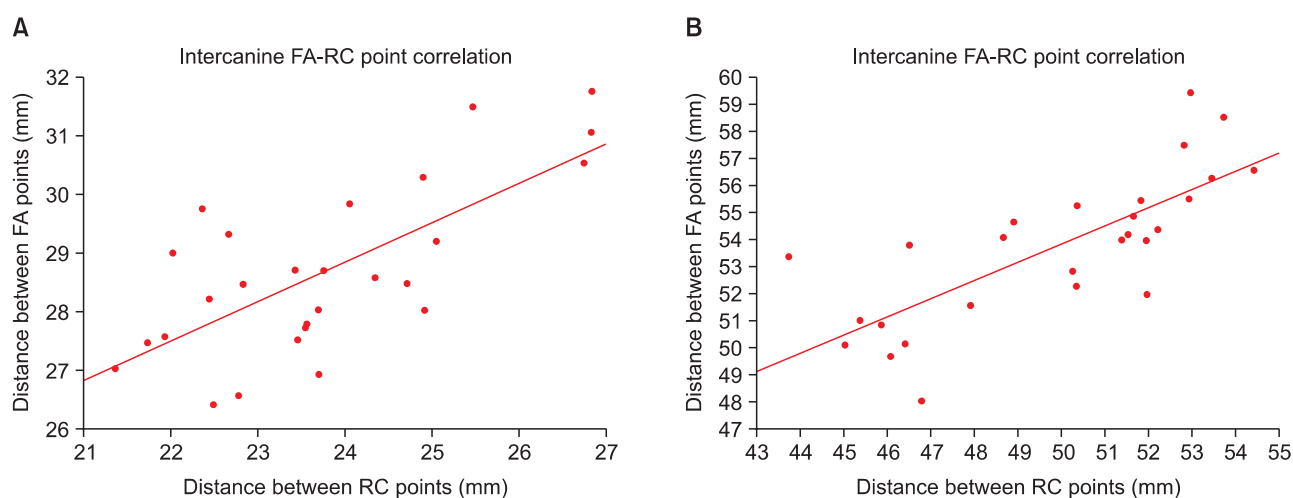 A
Intercanine FA-RC point correlation
Distance between FA points (mm)
32
31
30
29
28
27
26
21 22 23 24 25 26 27
Distance between RC points (mm)
B
Intercanine FA-RC point correlation
Distance between FA points (mm)
60
59
58
57
56
55
54
53
52
51
50
49
48
47
43 44 45 46 47 48 49 50 51 52 53 54 55
Distance between RC points (mm)